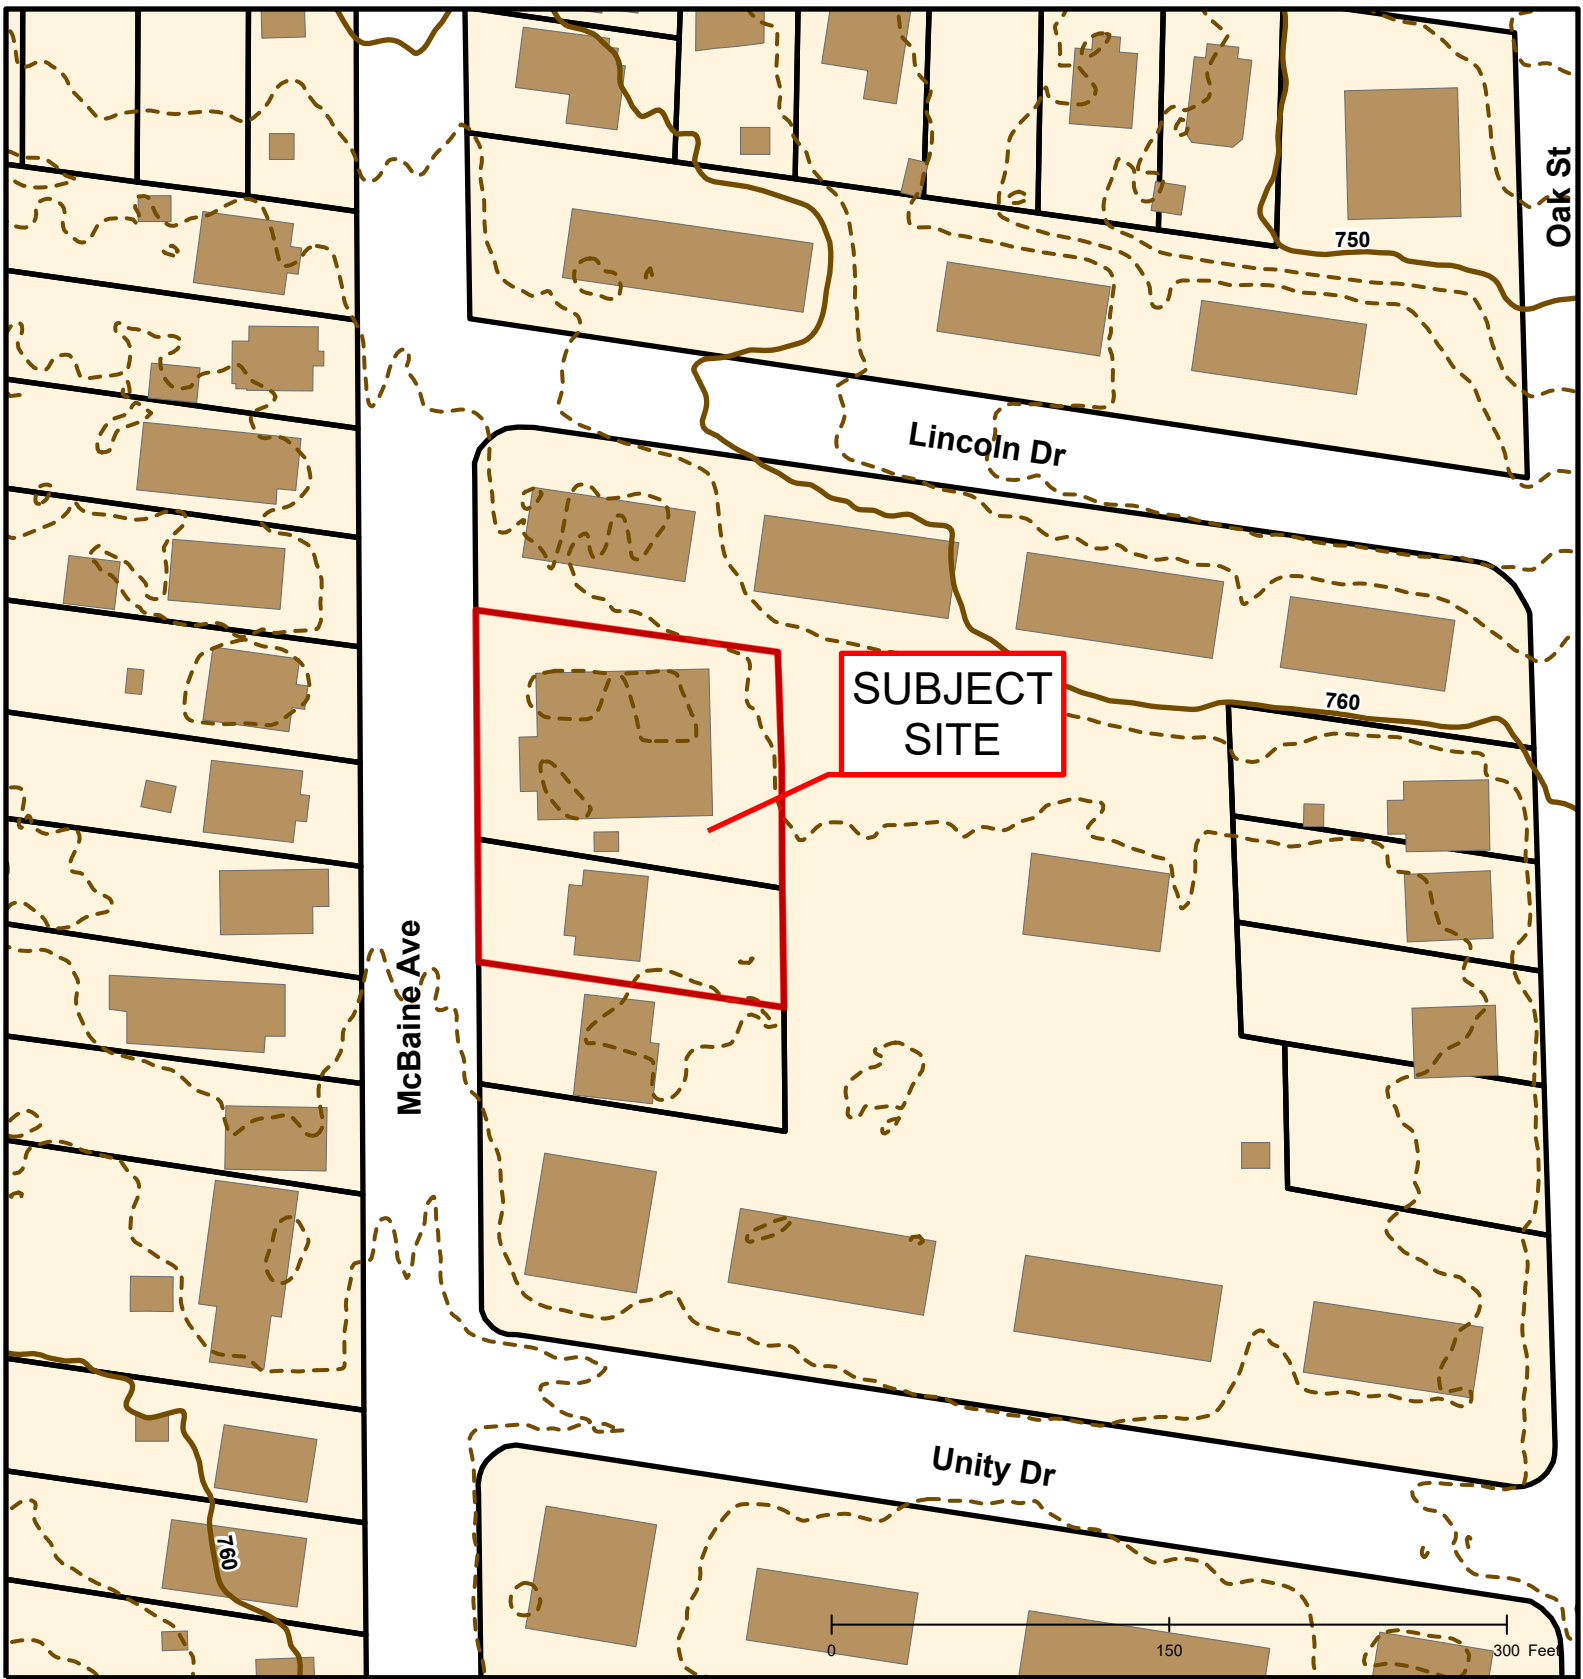 Oak St
750
Lincoln Dr
SUBJECT
SITE
760
McBaine Ave
Unity Dr
760
0 150 300 Feet